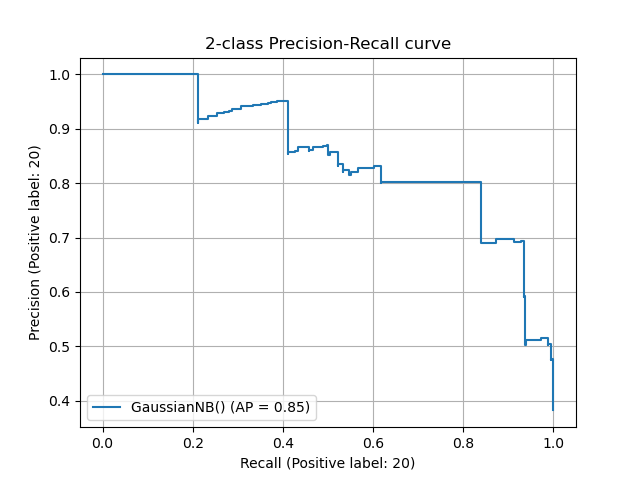 2-class Precision-Recall curve
1.0
0.9
0.8
0.7
0.6
0.5
0.4
Precision (Positive label: 20)
GaussianNB() (AP = 0.85)
0.0 0.2 0.4 0.6 0.8 1.0
Recall (Positive label: 20)